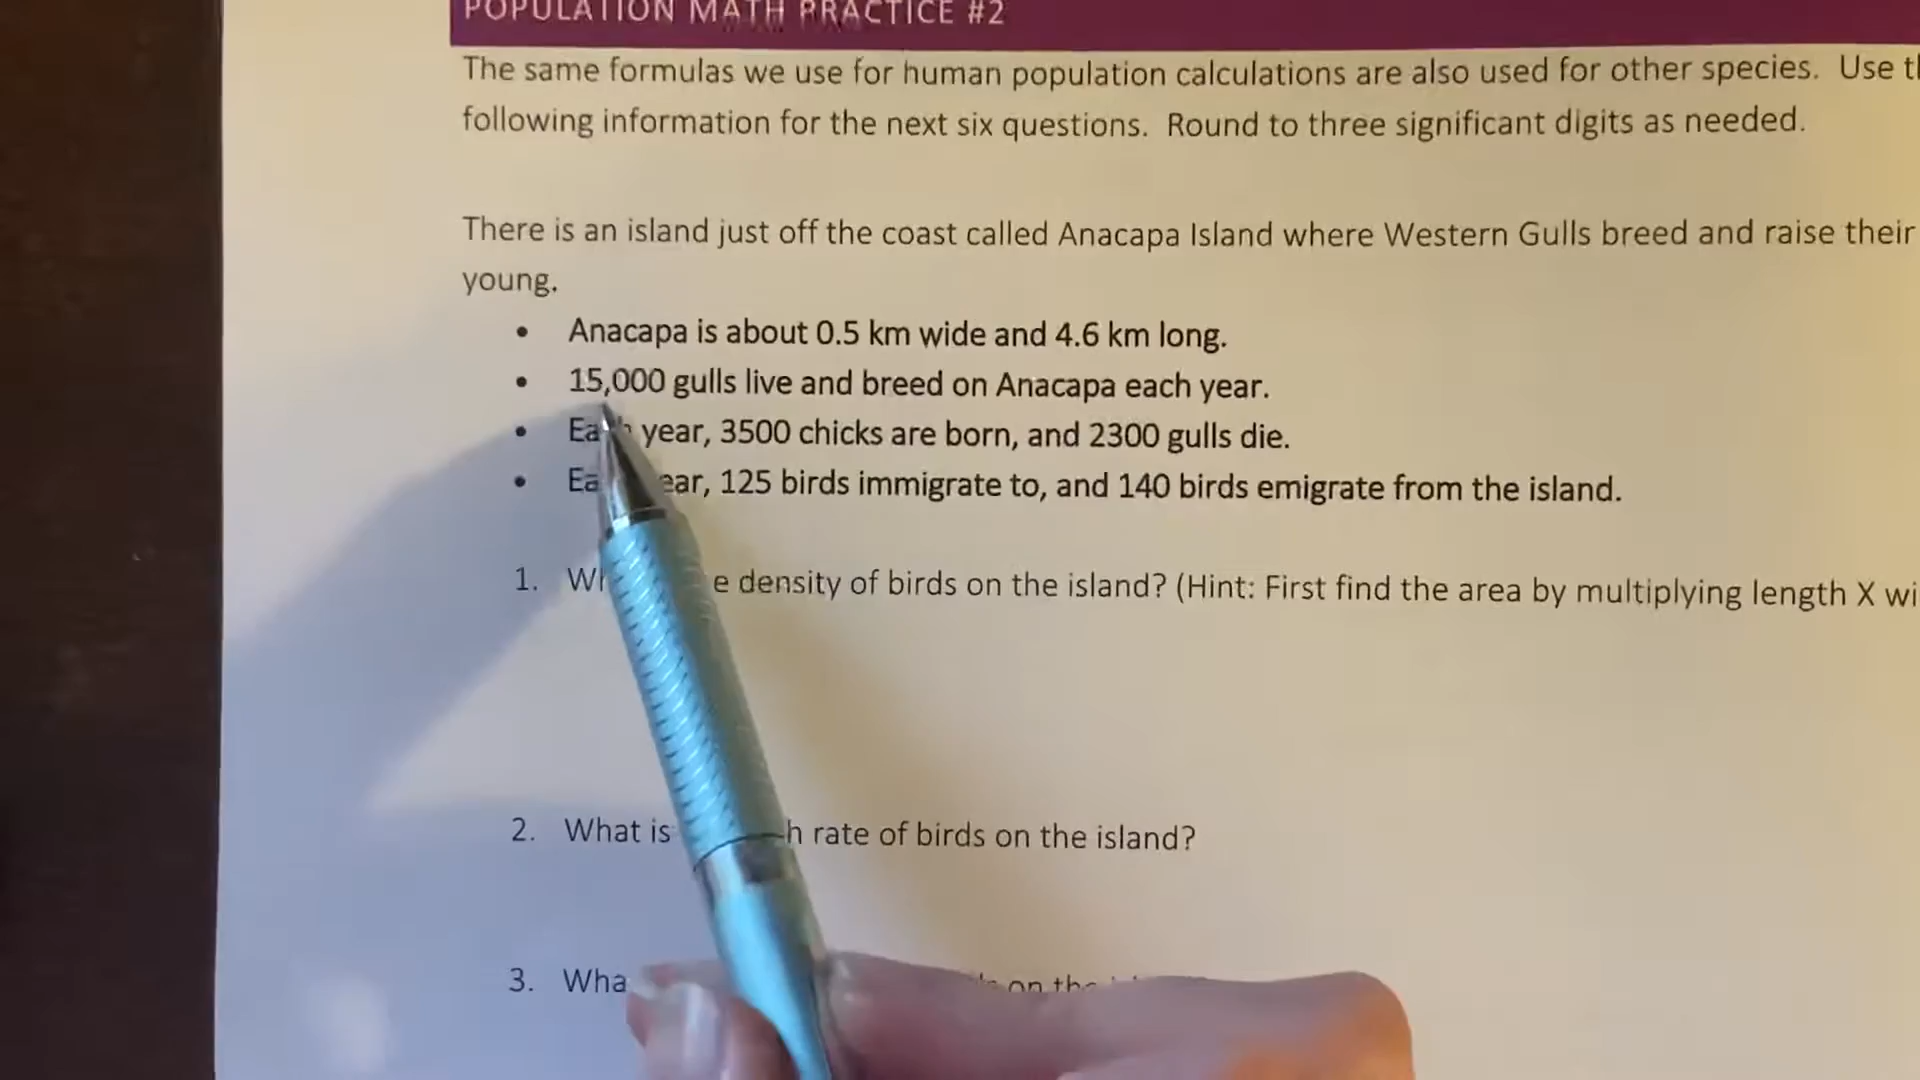 POPULATION MATH PRACTICE #2
The same formulas we use for human population calculations are also used for other species. Use
following information for the next six questions. Round to three significant digits as needed.
There is an island just off the coast called Anacapa Island where Western Gulls breed and raise their
young.
• Anacapa is about 0.5 km wide and 4.6 km long.
• 15,000 gulls live and breed on Anacapa each year.
• year, 3500 chicks are born, and 2300 gulls die.
• 125 birds immigrate to, and 140 birds emigrate from the island.
1. density of birds on the island? (Hint: First find the area by multiplying length X
2. What is rate of birds on the island?
3. on